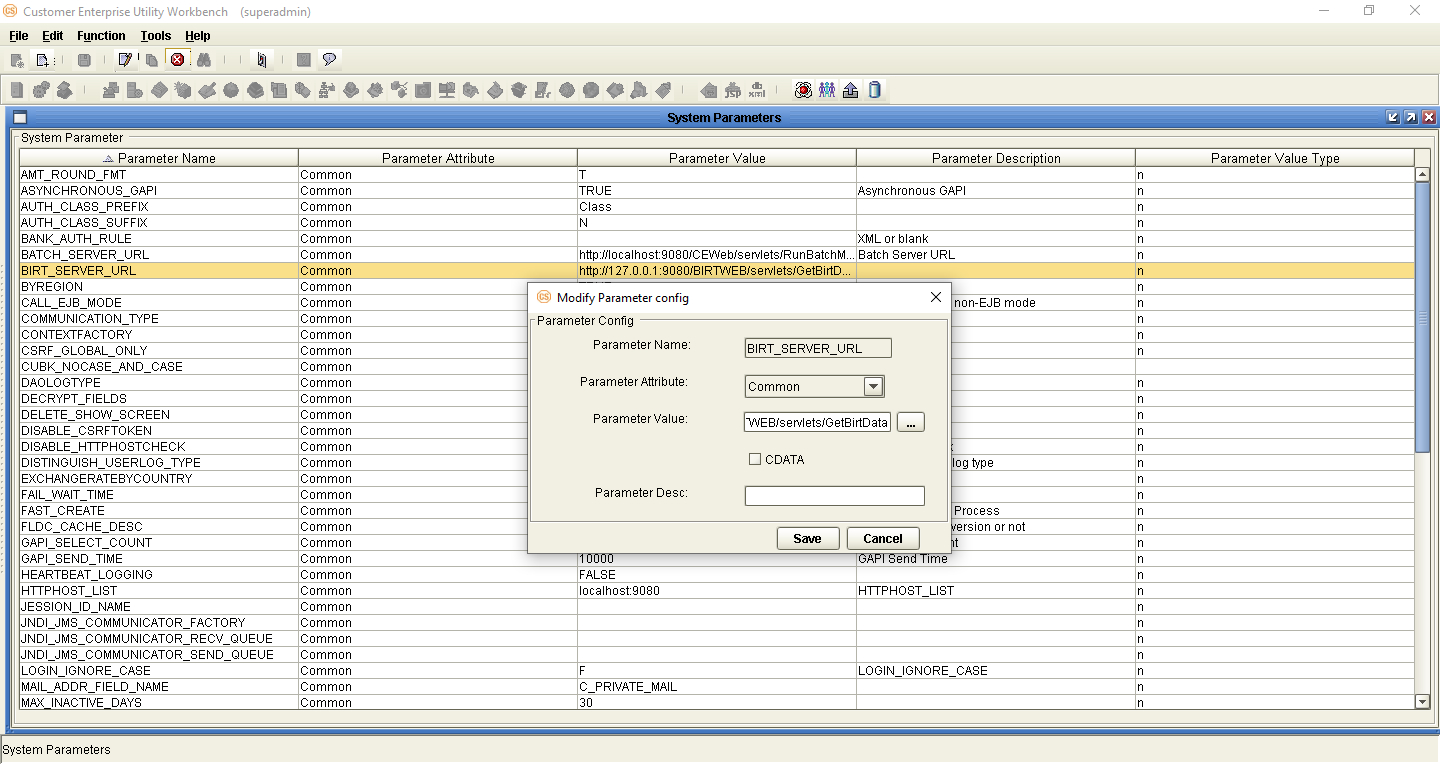 Customer Enterprise Utility Workbench (superadmin)
File Edit Function Tools Help
System Parameters
System Parameter
Parameter Name Parameter Attribute Parameter Value Parameter Description Parameter Value Type
AMT_ROUND_FMT Common T n
ASYNCHRONOUS_GAPI Common TRUE Asynchronous GAPI n
AUTH_CLASS_PREFIX Common Class n
AUTH_CLASS_SUFFIX Common N n
BANK_AUTH_RULE Common XML or blank n
BATCH_SERVER_URL Common http://localhost:9080/CEWeb/servlets/RunBatchM... Batch Server URL n
BIRT_SERVER_URL Common http://127.0.0.1:9080/BIRTWEB/servlets/GetBirtD... n
BYREGION Common n
CALL_EJB_MODE Common non-EJB mode n
COMMUNICATION_TYPE Common n
CONTEXTFACTORY Common n
CSRF_GLOBAL_ONLY Common n
CUBK_NOCASE_AND_CASE Common
DAOLOGTYPE Common n
DECRYPT_FIELDS Common n
DELETE_SHOW_SCREEN Common n
DISABLE_CSRFTOKEN Common n
DISABLE_HTTPHOSTCHECK Common n
DISTINGUISH_USERLOG_TYPE Common log type n
EXCHANGERATEBYCOUNTRY Common n
FAIL_WAIT_TIME Common n
FAST_CREATE Common Process n
FLDC_CACHE_DESC Common version or not n
GAPI_SELECT_COUNT Common n
GAPI_SEND_TIME Common 10000 GAPI Send Time n
HEARTBEAT_LOGGING Common FALSE n
HTTPHOST_LIST Common localhost:9080 HTTPHOST_LIST n
JESSION_ID_NAME Common n
JNDI_JMS_COMMUNICATOR_FACTORY Common n
JNDI_JMS_COMMUNICATOR_RECV_QUEUE Common n
JNDI_JMS_COMMUNICATOR_SEND_QUEUE Common n
LOGIN_IGNORE_CASE Common F LOGIN_IGNORE_CASE n
MAIL_ADDR_FIELD_NAME Common C_PRIVATE_MAIL n
MAX_INACTIVE_DAYS Common 30 n
Modify Parameter config
Parameter Config
Parameter Name: BIRT_SERVER_URL
Parameter Attribute: Common
Parameter Value: WEB/servlets/GetBirtData ...
CDATA
Parameter Desc:
Save Cancel
System Parameters